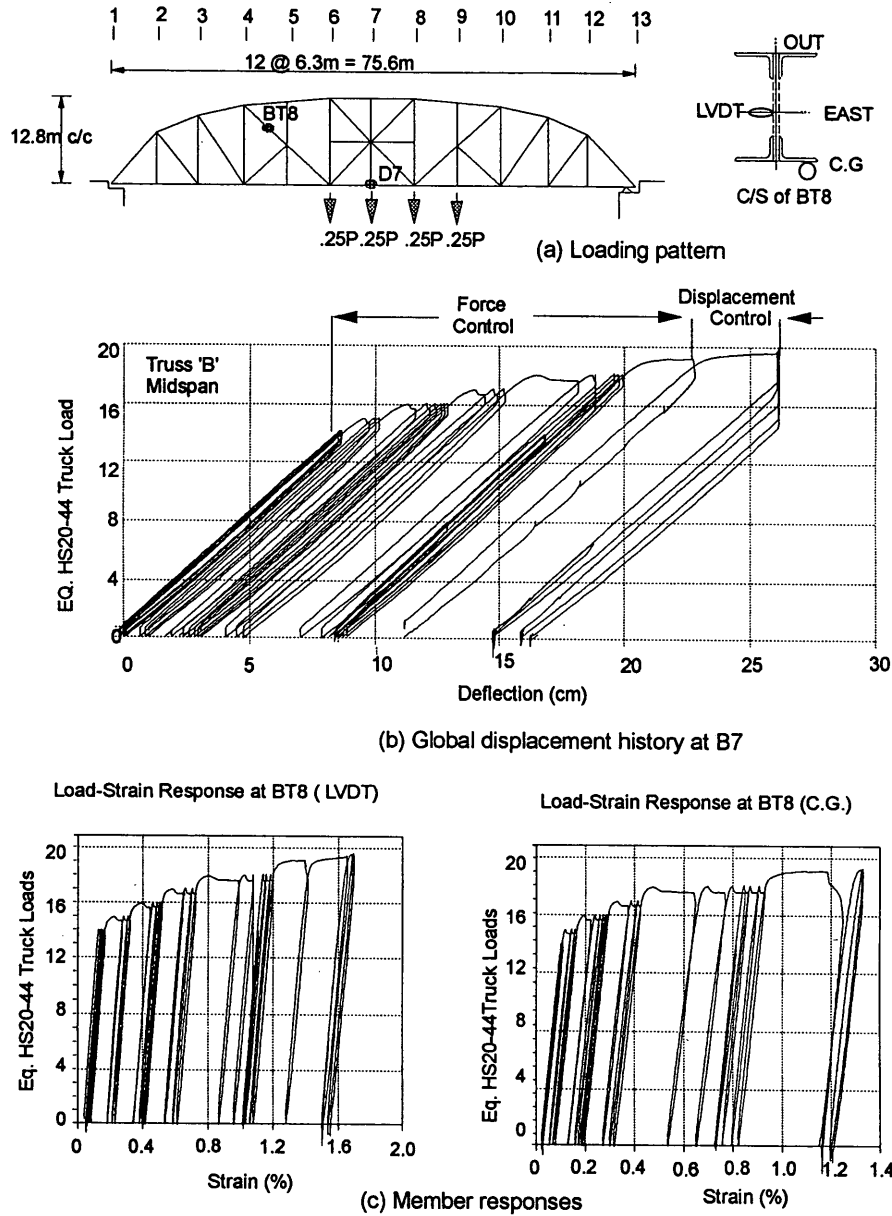 1 2 3 4 5 6 7 8 9 10 11 12 13
12 @ 6.3m = 75.6m
12.8m c/c
BT8
D7
.25P .25P .25P .25P
OUT
LVDT
EAST
C.G
C/S of BT8
(a) Loading pattern
Force
Control
Displacement
Control
Truss 'B'
Midspan
EQ. HS20-44 Truck Load
20
16
12
8
4
0
0 5 10 15 20 25 30
Deflection (cm)
(b) Global displacement history at B7
Load-Strain Response at BT8 ( LVDT)
Eq. HS20-44 Truck Loads
20
16
12
8
4
0
0 0.4 0.8 1.2 1.6 2.0
Strain (%)
Load-Strain Response at BT8 (C.G.)
Eq. HS20-44Truck Loads
20
16
12
8
4
0
0 0.2 0.4 0.6 0.8 1.0 1.2 1.4
Strain (%)
(c) Member responses